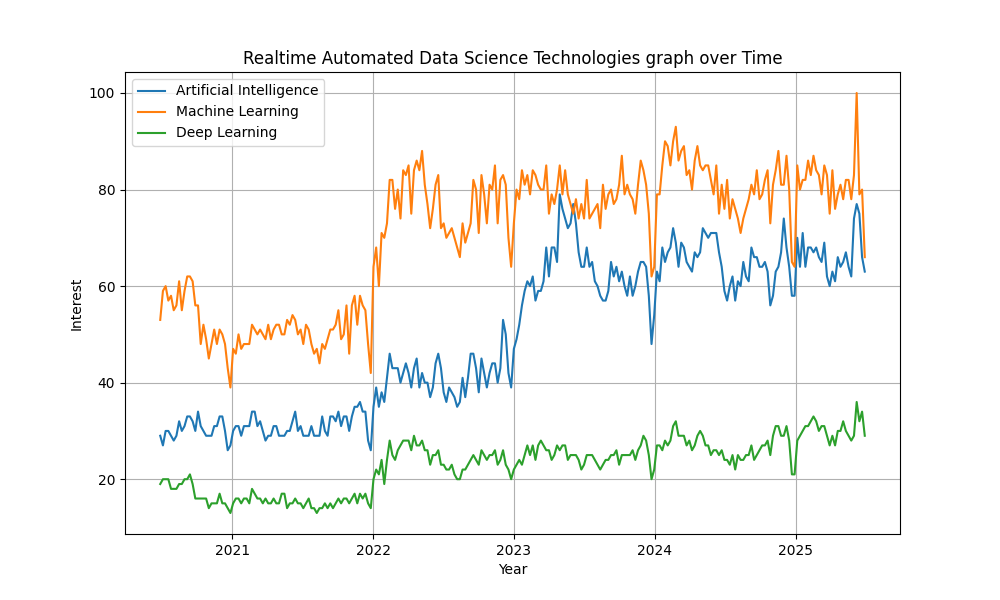 Realtime Automated Data Science Technologies graph over Time
Artificial Intelligence
Machine Learning
Deep Learning
Interest
100
80
60
40
20
2021
2022
2023
2024
2025
Year